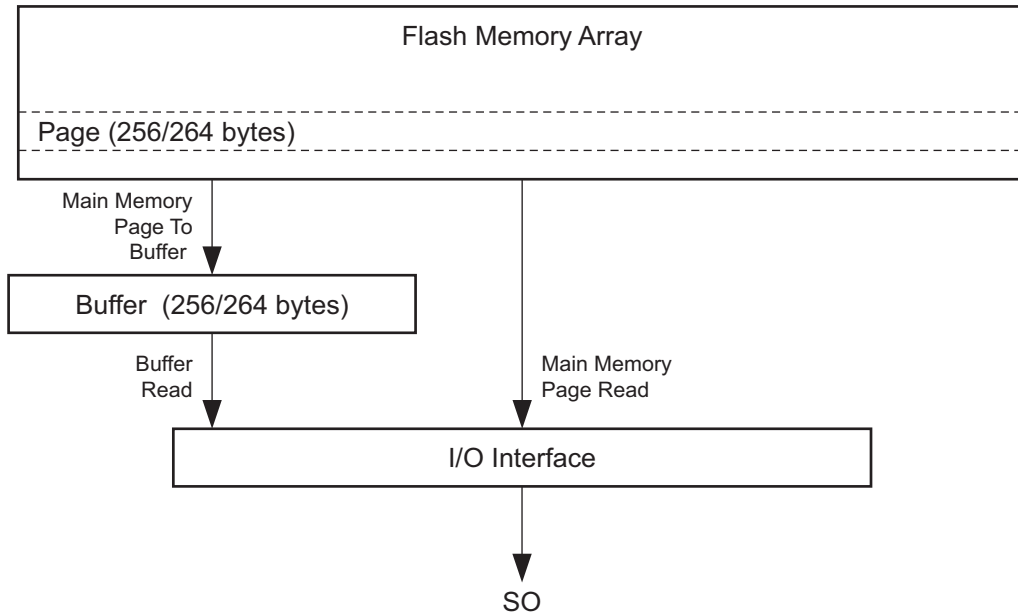 Flash Memory Array
Page (256/264 bytes)
Main Memory
Page To
Buffer
Buffer (256/264 bytes)
Buffer
Read
Main Memory
Page Read
I/O Interface
SO